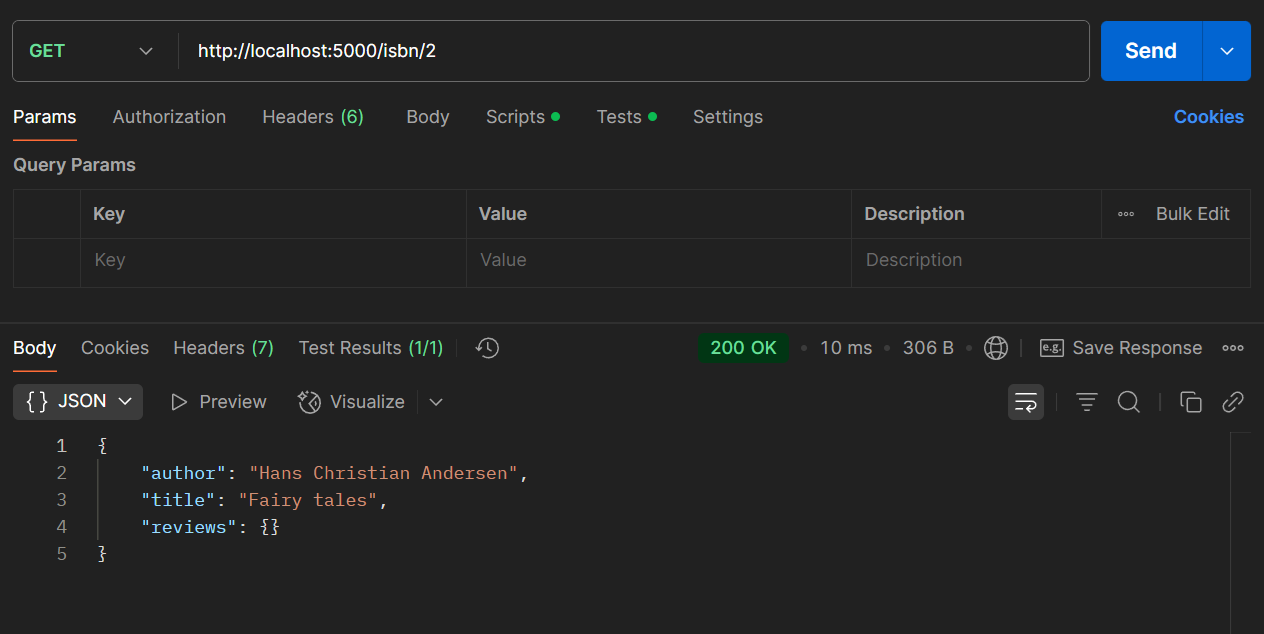 GET http://localhost:5000/isbn/2 Send
Params Authorization Headers (6) Body Scripts Tests Settings Cookies
Query Params
Key Value Description Bulk Edit
Key Value Description
Body Cookies Headers (7) Test Results (1/1) 200 OK • 10 ms • 306 B • e.g. Save Response
{} JSON Preview Visualize
1 {
2 "author": "Hans Christian Andersen",
3 "title": "Fairy tales",
4 "reviews": {}
5 }